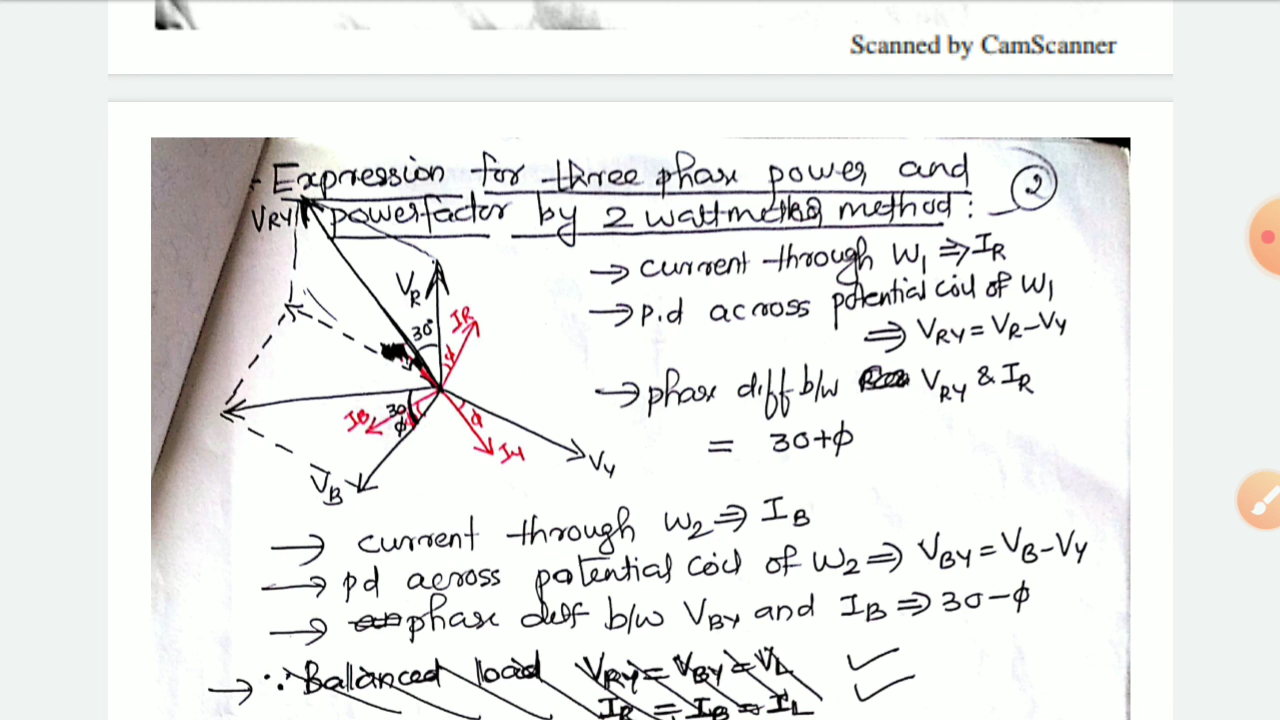 Scanned by CamScanner
Expression for three phase power and
powerfactor by 2 wattmeter method :
2
VRY
→ current through W1 ⇒ IR
VR
→ p.d across potential coil of W1
30°
IR
⇒ VRY = VR-VY
ϕ
→ phase diff b/w VRY & IR
30
IB
ϕ
ϕ
= 30+ϕ
IY
VY
VB
→ current through W2 ⇒ IB
→ pd across potential coil of W2 ⇒ VBY = VB-VY
→ phase diff b/w VBY and IB ⇒ 30-ϕ
→ ∵ Balanced load VRY = VBY = VL
IR = IB = IL